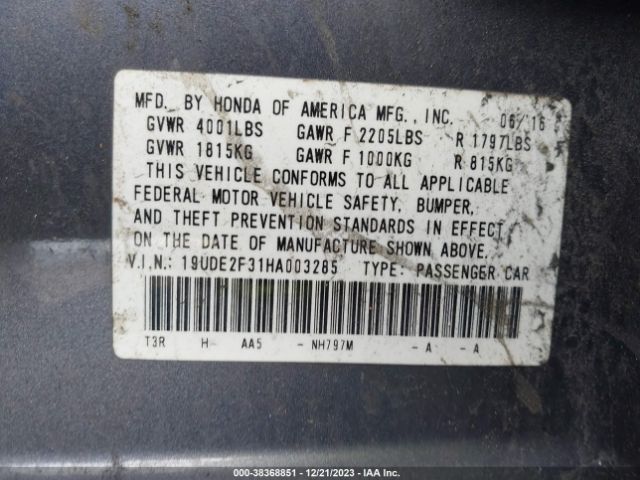 MFD. BY HONDA OF AMERICA MFG., INC. 06/16
GVWR 4001LBS GAWR F 2205LBS R 1797LBS
GVWR 1815KG GAWR F 1000KG R 815KG
THIS VEHICLE CONFORMS TO ALL APPLICABLE
FEDERAL MOTOR VEHICLE SAFETY, BUMPER,
AND THEFT PREVENTION STANDARDS IN EFFECT
ON THE DATE OF MANUFACTURE SHOWN ABOVE.
V.I.N.: 19UDE2F31HA003285 TYPE: PASSENGER CAR
T3R H AA5 - NH797M - A - A
000-38368851 - 12/21/2023 - IAA Inc.